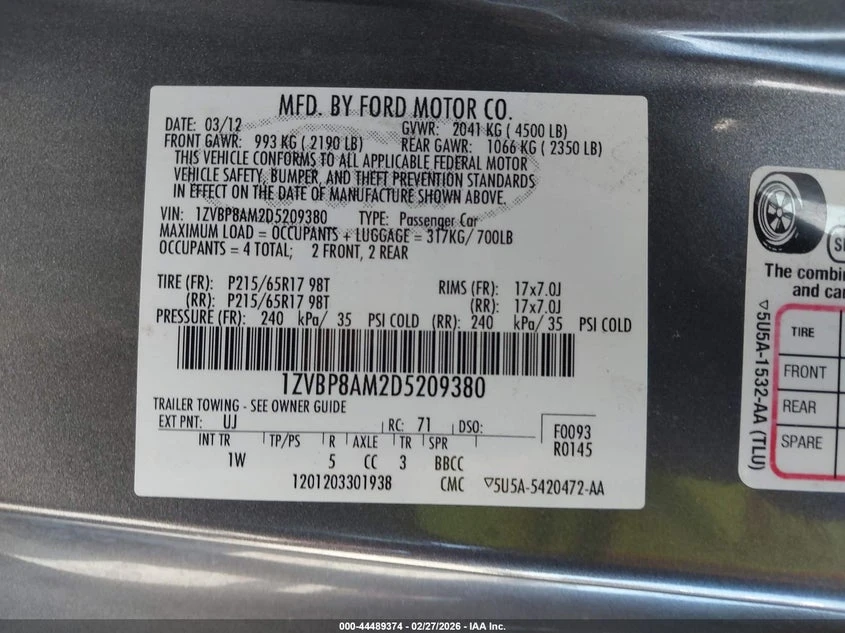 MFD. BY FORD MOTOR CO.
DATE: 03/12 GVWR: 2041 KG ( 4500 LB)
FRONT GAWR: 993 KG ( 2190 LB) REAR GAWR: 1066 KG ( 2350 LB)
THIS VEHICLE CONFORMS TO ALL APPLICABLE FEDERAL MOTOR
VEHICLE SAFETY, BUMPER, AND THEFT PREVENTION STANDARDS
IN EFFECT ON THE DATE OF MANUFACTURE SHOWN ABOVE.
VIN: 1ZVBP8AM2D5209380 TYPE: Passenger Car
MAXIMUM LOAD = OCCUPANTS + LUGGAGE = 317KG/ 700LB
OCCUPANTS = 4 TOTAL; 2 FRONT, 2 REAR
TIRE (FR): P215/65R17 98T RIMS (FR): 17x7.0J
(RR): P215/65R17 98T (RR): 17x7.0J
PRESSURE (FR): 240 kPa/ 35 PSI COLD (RR): 240 kPa/ 35 PSI COLD
1ZVBP8AM2D5209380
TRAILER TOWING - SEE OWNER GUIDE
EXT PNT: UJ RC: 71 DSO: F0093
R0145
INT TR TP/PS R AXLE TR SPR
1W 5 CC 3 BBCC
1201203301938 CMC ▽5U5A-5420472-AA
The combin
and car
▽5U5A-1532-AA (TLU)
TIRE
FRONT
REAR
SPARE
000-44489374 | 02/27/2026 - IAA Inc.